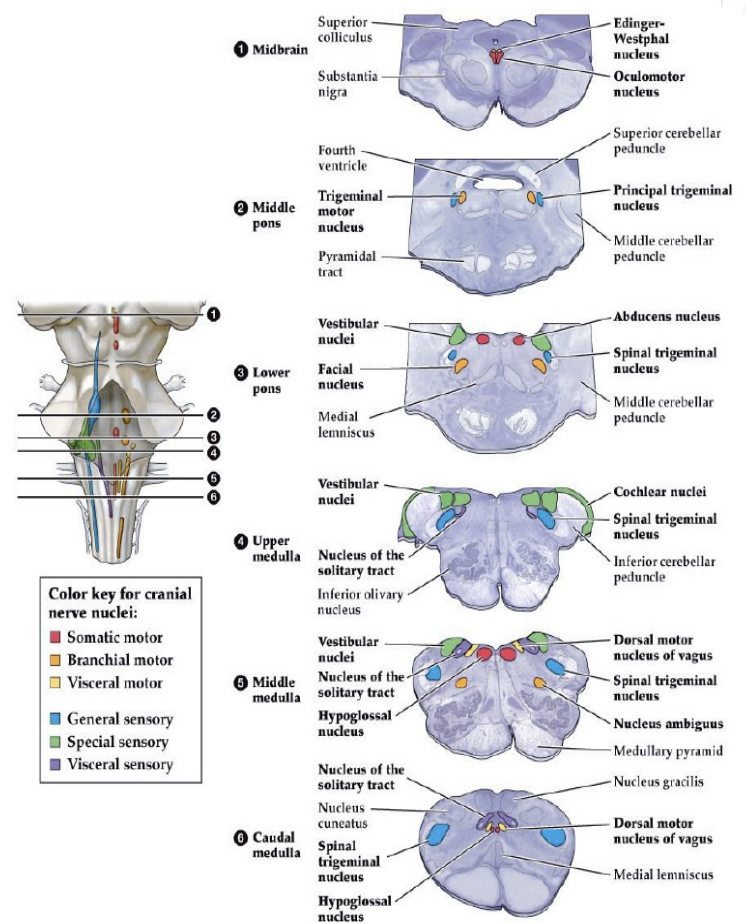 Superior
colliculus
Edinger-
Westphal
nucleus
1 Midbrain
Substantia
nigra
Oculomotor
nucleus
Superior cerebellar
peduncle
Fourth
ventricle
2 Middle
pons
Trigeminal
motor
nucleus
Principal trigeminal
nucleus
Pyramidal
tract
Middle cerebellar
peduncle
1
2
3
4
5
6
Vestibular
nuclei
Abducens nucleus
3 Lower
pons
Facial
nucleus
Spinal trigeminal
nucleus
Medial
lemniscus
Middle cerebellar
peduncle
Vestibular
nuclei
Cochlear nuclei
Spinal trigeminal
nucleus
4 Upper
medulla
Nucleus of the
solitary tract
Inferior cerebellar
peduncle
Inferior olivary
nucleus
Color key for cranial
nerve nuclei:
Somatic motor
Branchial motor
Visceral motor
General sensory
Special sensory
Visceral sensory
Vestibular
nuclei
Dorsal motor
nucleus of vagus
5 Middle
medulla
Nucleus of the
solitary tract
Spinal trigeminal
nucleus
Hypoglossal
nucleus
Nucleus ambiguus
Medullary pyramid
Nucleus of the
solitary tract
Nucleus gracilis
Nucleus
cuneatus
6 Caudal
medulla
Dorsal motor
nucleus of vagus
Spinal
trigeminal
nucleus
Medial lemniscus
Hypoglossal
nucleus